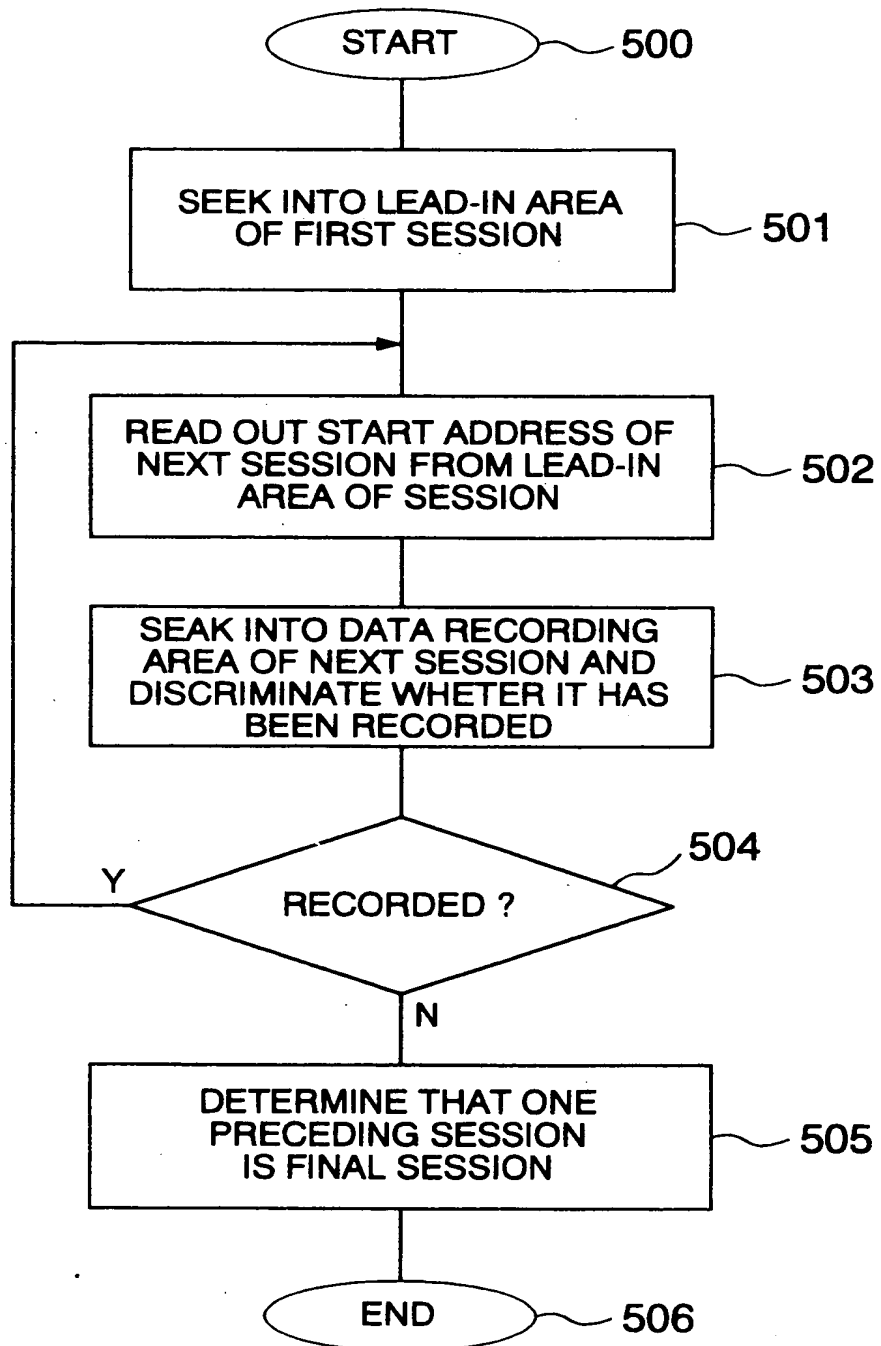 START
500
SEEK INTO LEAD-IN AREA
OF FIRST SESSION
501
READ OUT START ADDRESS OF
NEXT SESSION FROM LEAD-IN
AREA OF SESSION
502
SEAK INTO DATA RECORDING
AREA OF NEXT SESSION AND
DISCRIMINATE WHETER IT HAS
BEEN RECORDED
503
504
Y
RECORDED ?
N
DETERMINE THAT ONE
PRECEDING SESSION
IS FINAL SESSION
505
END
506